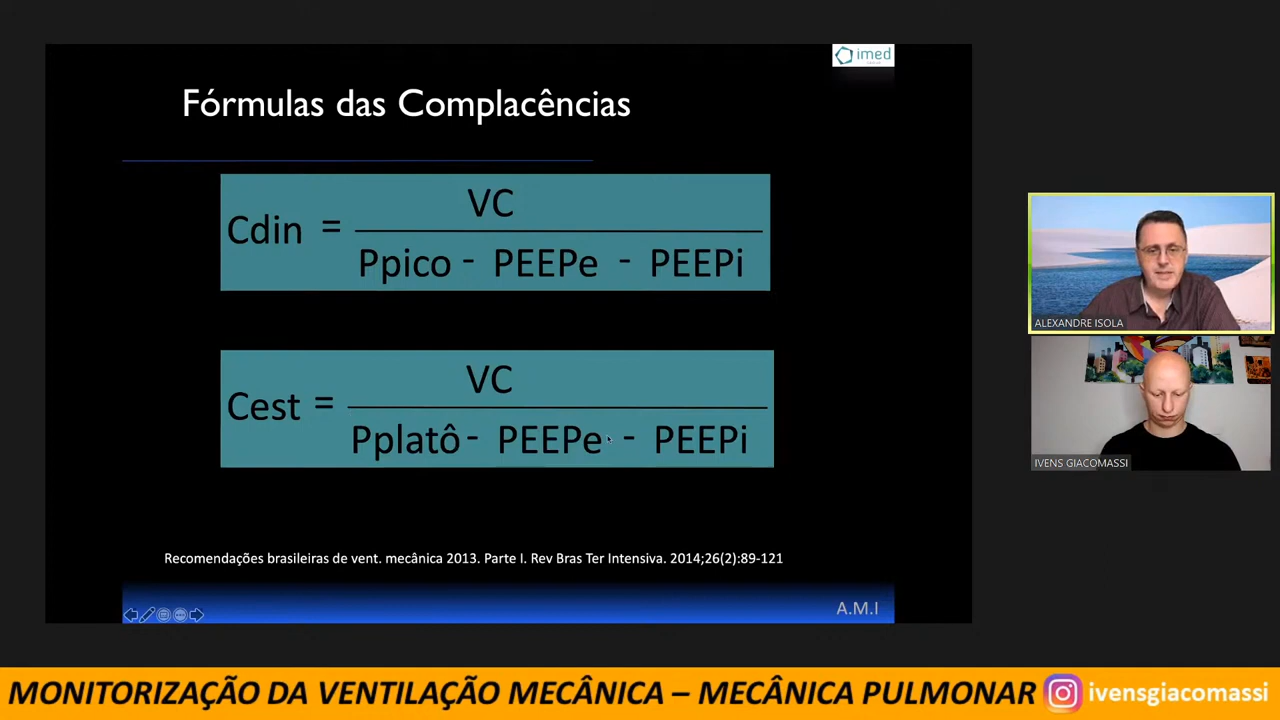 imed
Fórmulas das Complacências
VC
Cdin =
Ppico - PEEPe - PEEPi
VC
Cest =
Pplatô - PEEPe - PEEPi
Recomendações brasileiras de vent. mecânica 2013. Parte I. Rev Bras Ter Intensiva. 2014;26(2):89-121
A.M.I
ALEXANDRE ISOLA
IVENS GIACOMASSI
MONITORIZAÇÃO DA VENTILAÇÃO MECÂNICA – MECÂNICA PULMONAR ivensgiacomassi